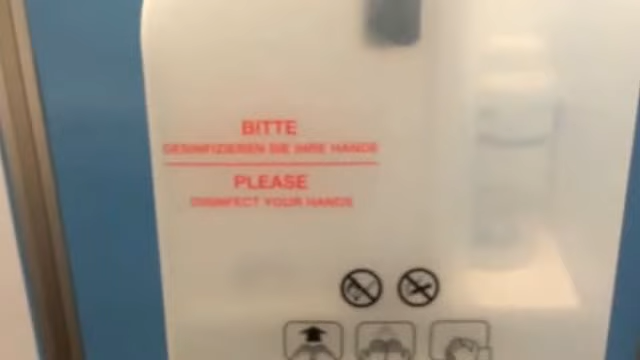 BITTE
DESINFIZIEREN SIE IHRE HÄNDE
PLEASE
DISINFECT YOUR HANDS